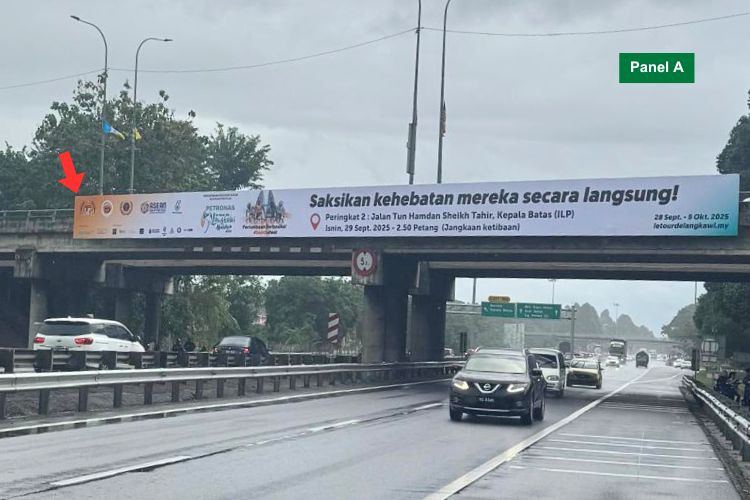 Panel A
Saksikan kehebatan mereka secara langsung!
Peringkat 2 : Jalan Tun Hamdan Sheikh Tahir, Kepala Batas (ILP)
Isnin, 29 Sept. 2025 - 2.50 Petang (Jangkaan ketibaan)
28 Sept. - 5 Okt. 2025
letourdelangkawi.my
PETRONAS